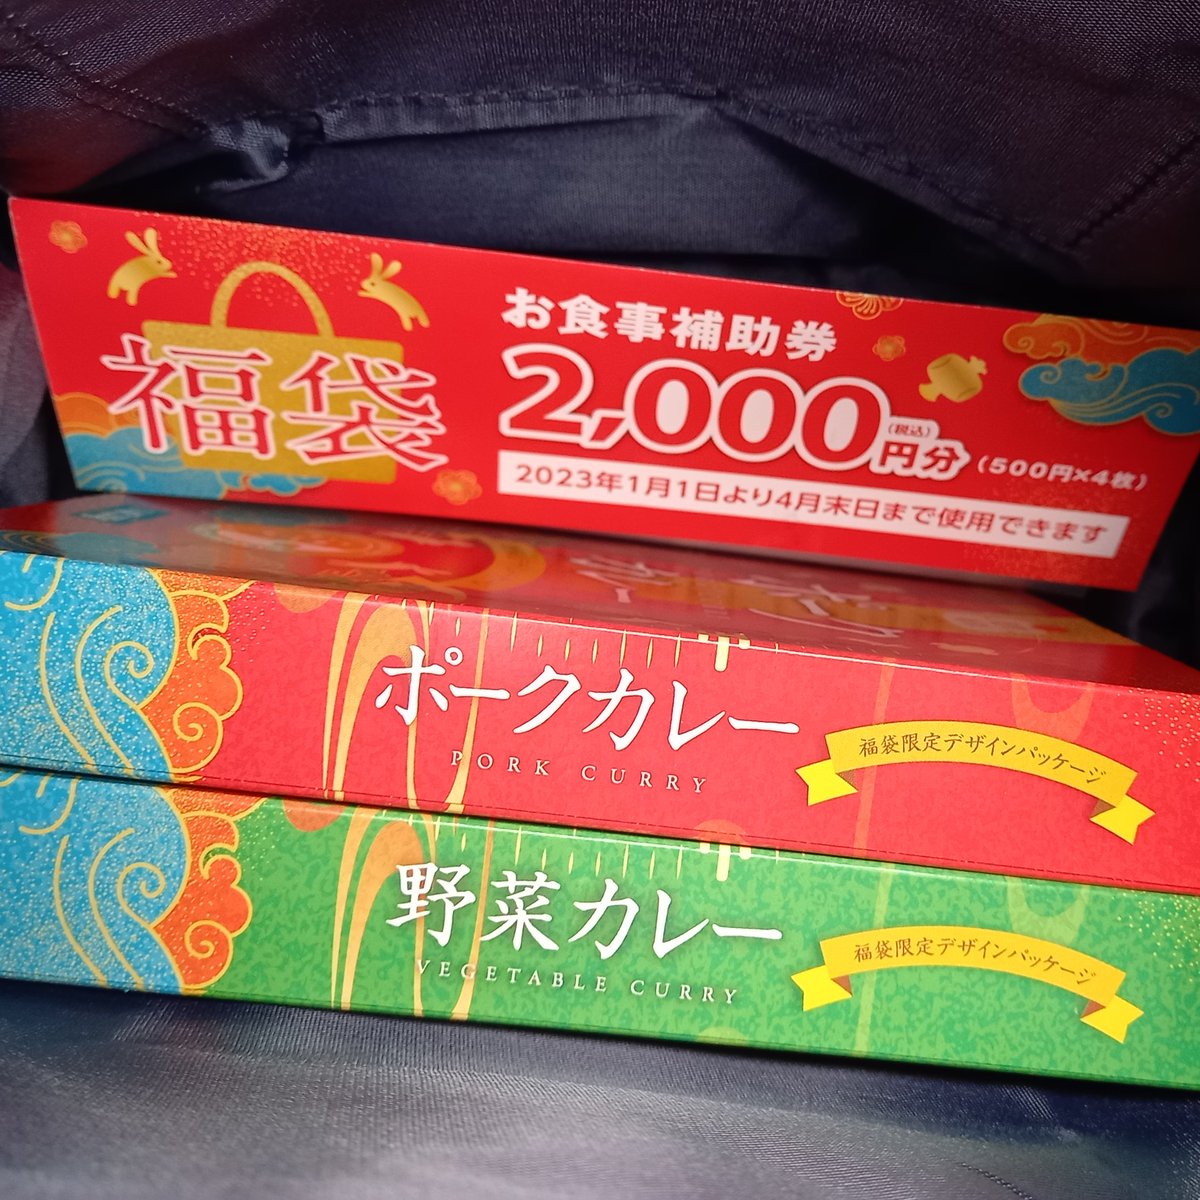 福袋
お食事補助券
2,000円分(税込)(500円×4枚)
2023年1月1日より4月末日まで使用できます
ポークカレー
PORK CURRY
福袋限定デザインパッケージ
野菜カレー
VEGETABLE CURRY
福袋限定デザインパッケージ